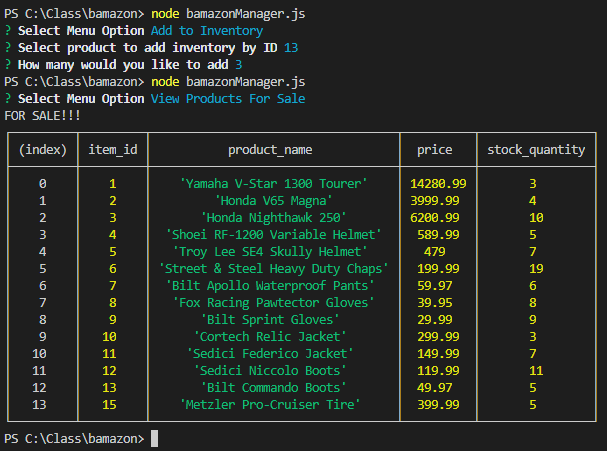 PS C:\Class\bamazon> node bamazonManager.js
? Select Menu Option Add to Inventory
? Select product to add inventory by ID 13
? How many would you like to add 3
PS C:\Class\bamazon> node bamazonManager.js
? Select Menu Option View Products For Sale
FOR SALE!!!
(index) item_id product_name price stock_quantity
0 1 'Yamaha V-Star 1300 Tourer' 14280.99 3
1 2 'Honda V65 Magna' 3999.99 4
2 3 'Honda Nighthawk 250' 6200.99 10
3 4 'Shoei RF-1200 Variable Helmet' 589.99 5
4 5 'Troy Lee SE4 Skully Helmet' 479 7
5 6 'Street & Steel Heavy Duty Chaps' 199.99 19
6 7 'Bilt Apollo Waterproof Pants' 59.97 6
7 8 'Fox Racing Pawtector Gloves' 39.95 8
8 9 'Bilt Sprint Gloves' 29.99 9
9 10 'Cortech Relic Jacket' 299.99 3
10 11 'Sedici Federico Jacket' 149.99 7
11 12 'Sedici Niccolo Boots' 119.99 11
12 13 'Bilt Commando Boots' 49.97 5
13 15 'Metzler Pro-Cruiser Tire' 399.99 5
PS C:\Class\bamazon>